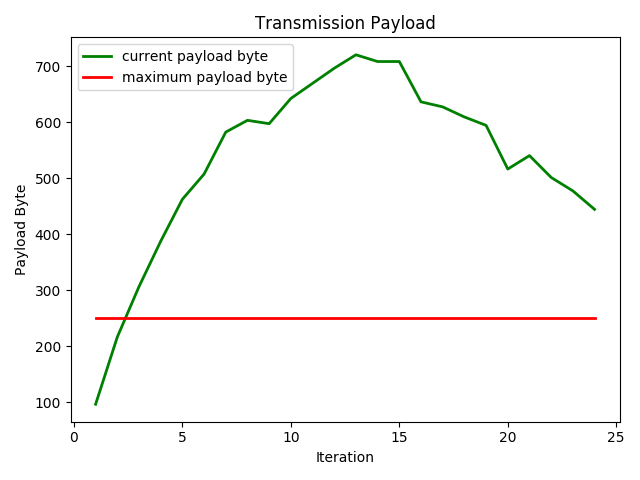 Transmission Payload
current payload byte
maximum payload byte
Payload Byte
700
600
500
400
300
200
100
0 5 10 15 20 25
Iteration